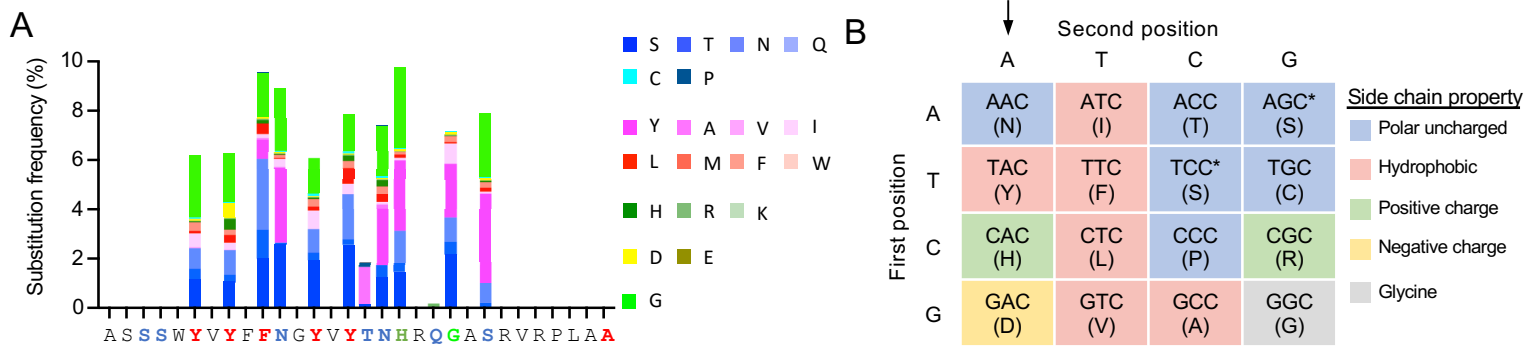 A
Substitution frequency (%)
10
8
6
4
2
0
A S S S W Y V Y F F N G Y V Y T N H R Q G A S R V R P L A A
S T N Q
C P
Y A V I
L M F W
H R K
D E
G
B
Second position
A T C G
First position
A
AAC ATC ACC AGC*
(N) (I) (T) (S)
T
TAC TTC TCC* TGC
(Y) (F) (S) (C)
C
CAC CTC CCC CGC
(H) (L) (P) (R)
G
GAC GTC GCC GGC
(D) (V) (A) (G)
Side chain property
Polar uncharged
Hydrophobic
Positive charge
Negative charge
Glycine